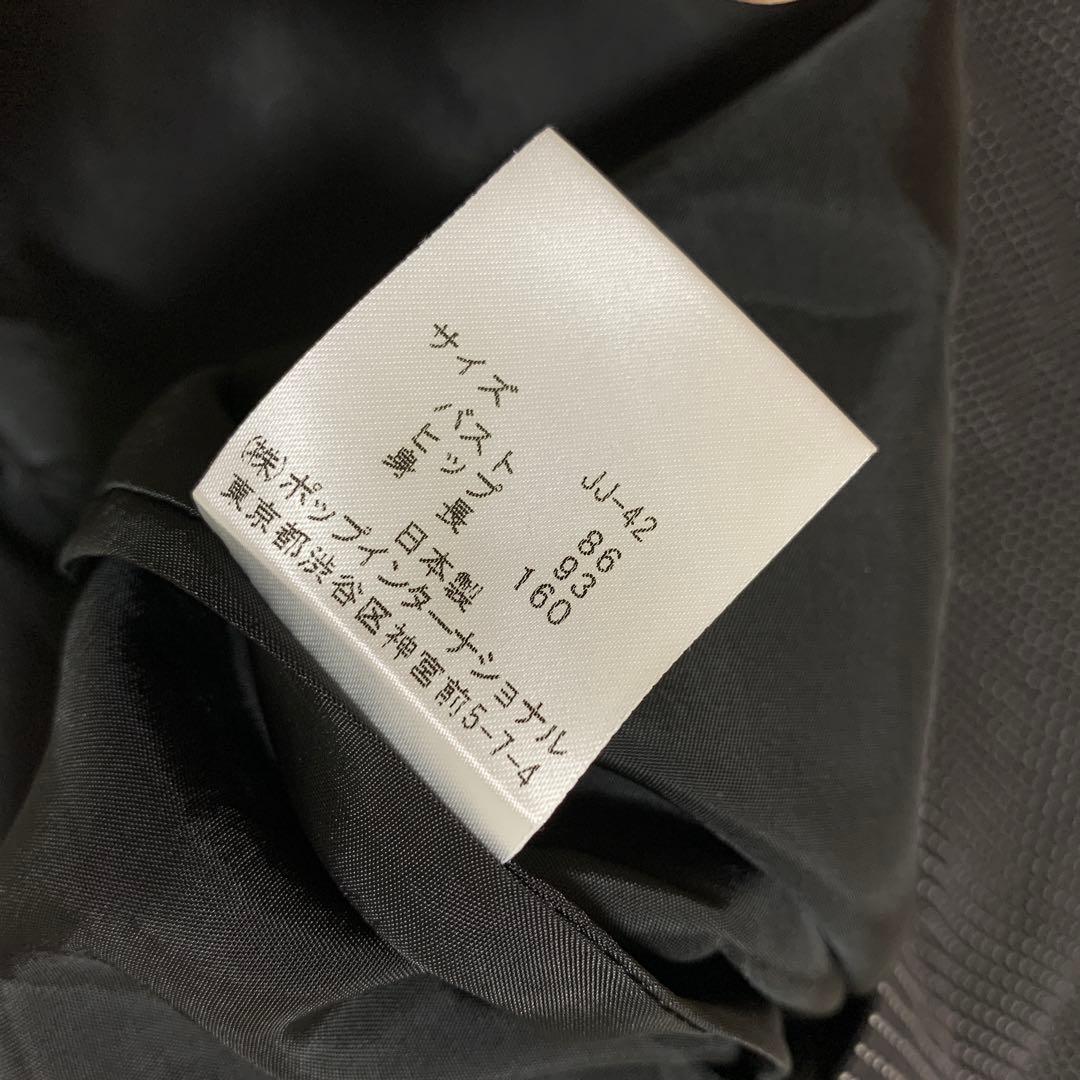 サイズ JJ-42
バスト 86
ヒップ 93
身長 160
日本製
(株)ポップインターナショナル
東京都渋谷区神宮前5-7-4